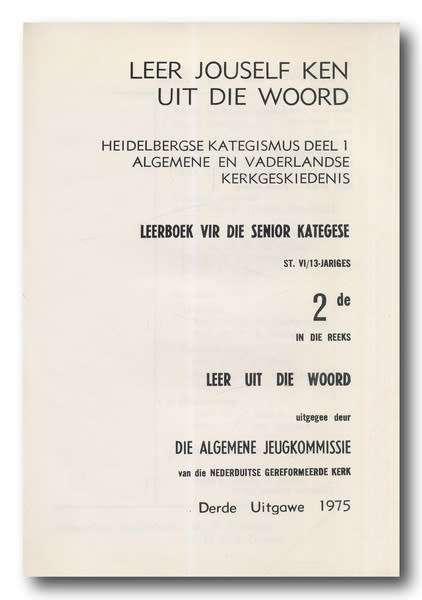 LEER JOUSELF KEN
UIT DIE WOORD
HEIDELBERGSE KATEGISMUS DEEL 1
ALGEMENE EN VADERLANDSE
KERKGESKIEDENIS
LEERBOEK VIR DIE SENIOR KATEGESE
ST. VI/13-JARIGES
2 de
IN DIE REEKS
LEER UIT DIE WOORD
uitgegee deur
DIE ALGEMENE JEUGKOMMISSIE
van die NEDERDUITSE GEREFORMEERDE KERK
Derde Uitgawe 1975